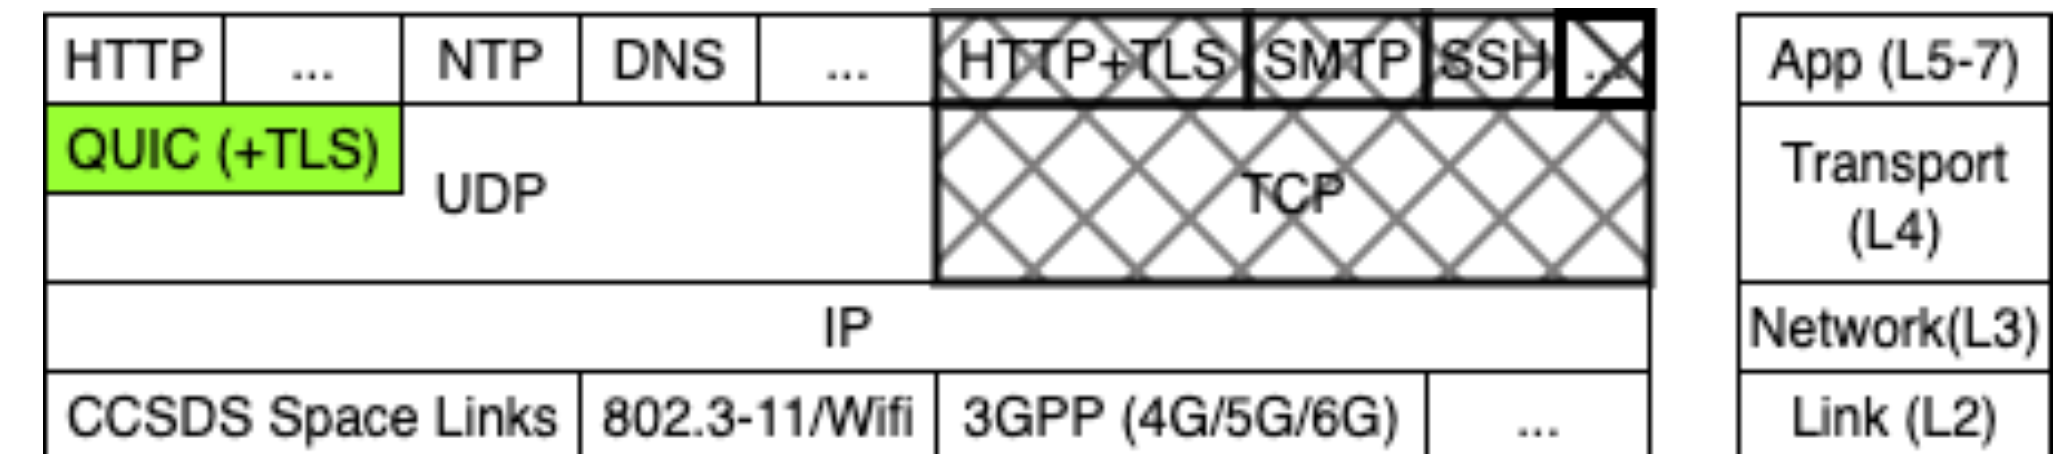 HTTP ... NTP DNS ... HTTP+TLS SMTP SSH ... App (L5-7)
QUIC (+TLS)
UDP TCP Transport
(L4)
IP Network(L3)
CCSDS Space Links 802.3-11/Wifi 3GPP (4G/5G/6G) ... Link (L2)